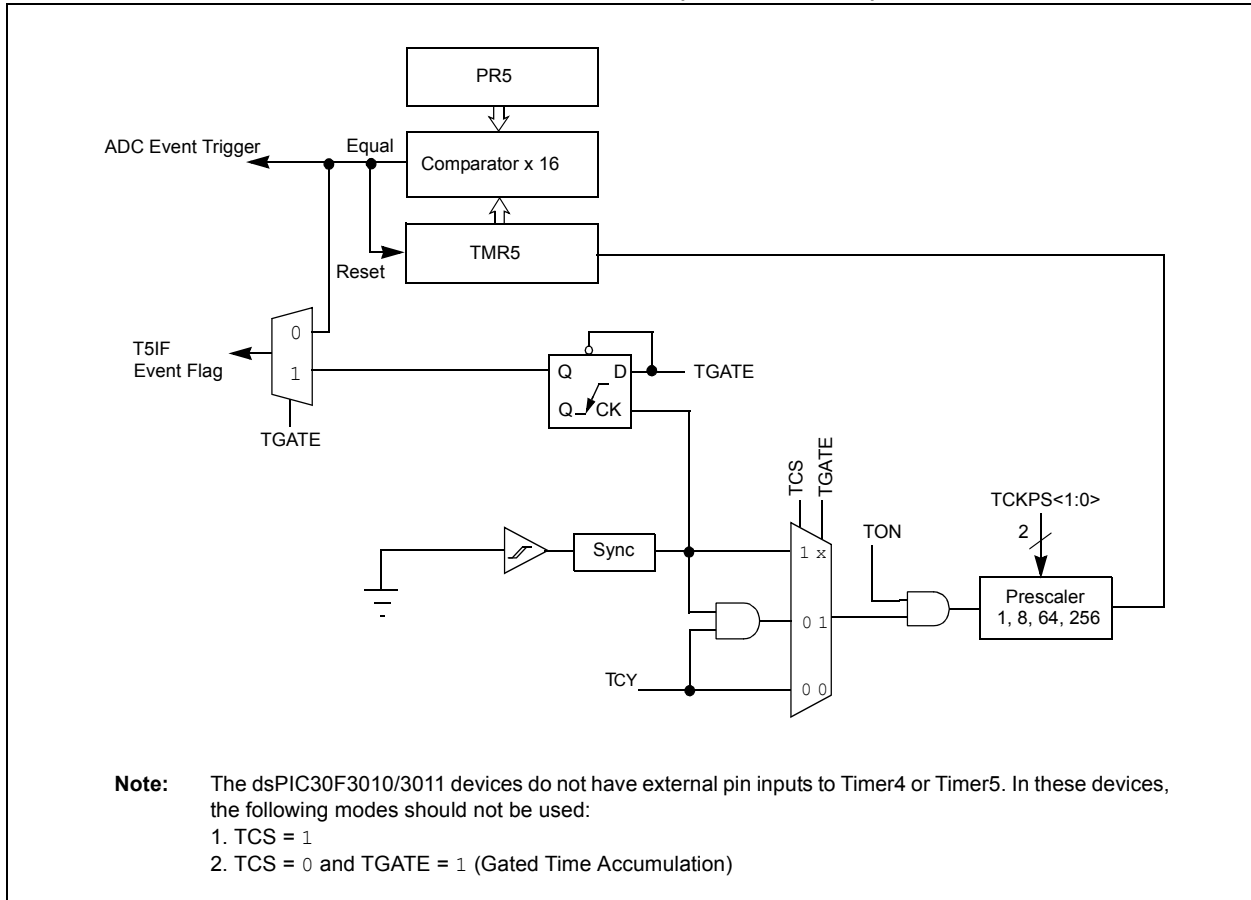 PR5
ADC Event Trigger
Equal
Comparator x 16
TMR5
Reset
0
T5IF
Event Flag
1
Q D
TGATE
Q CK
TGATE
TCS
TGATE
TCKPS<1:0>
2
TON
Sync
1 x
Prescaler
1, 8, 64, 256
0 1
TCY
0 0
Note: The dsPIC30F3010/3011 devices do not have external pin inputs to Timer4 or Timer5. In these devices,
the following modes should not be used:
1. TCS = 1
2. TCS = 0 and TGATE = 1 (Gated Time Accumulation)